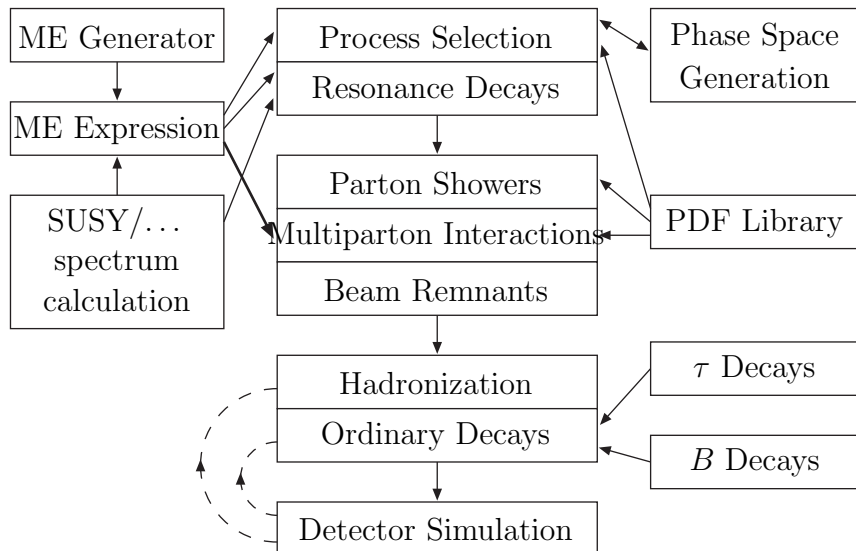 ME Generator
ME Expression
SUSY/...
spectrum
calculation
Process Selection
Resonance Decays
Parton Showers
Multiparton Interactions
Beam Remnants
Hadronization
Ordinary Decays
Detector Simulation
Phase Space
Generation
PDF Library
τ Decays
B Decays